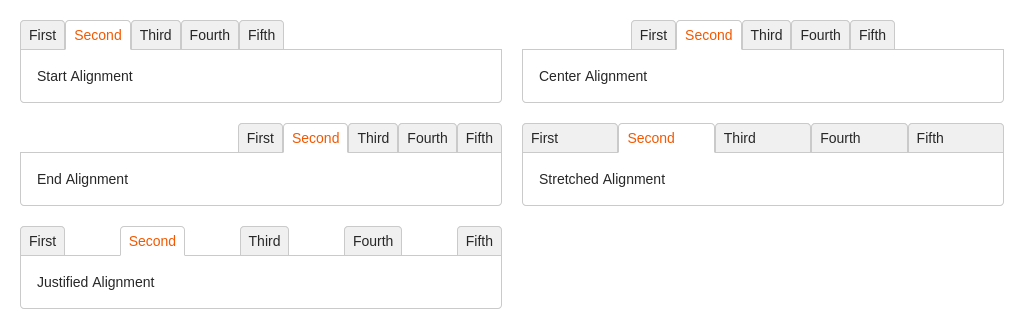 First Second Third Fourth Fifth
Start Alignment
First Second Third Fourth Fifth
Center Alignment
First Second Third Fourth Fifth
End Alignment
First Second Third Fourth Fifth
Stretched Alignment
First Second Third Fourth Fifth
Justified Alignment